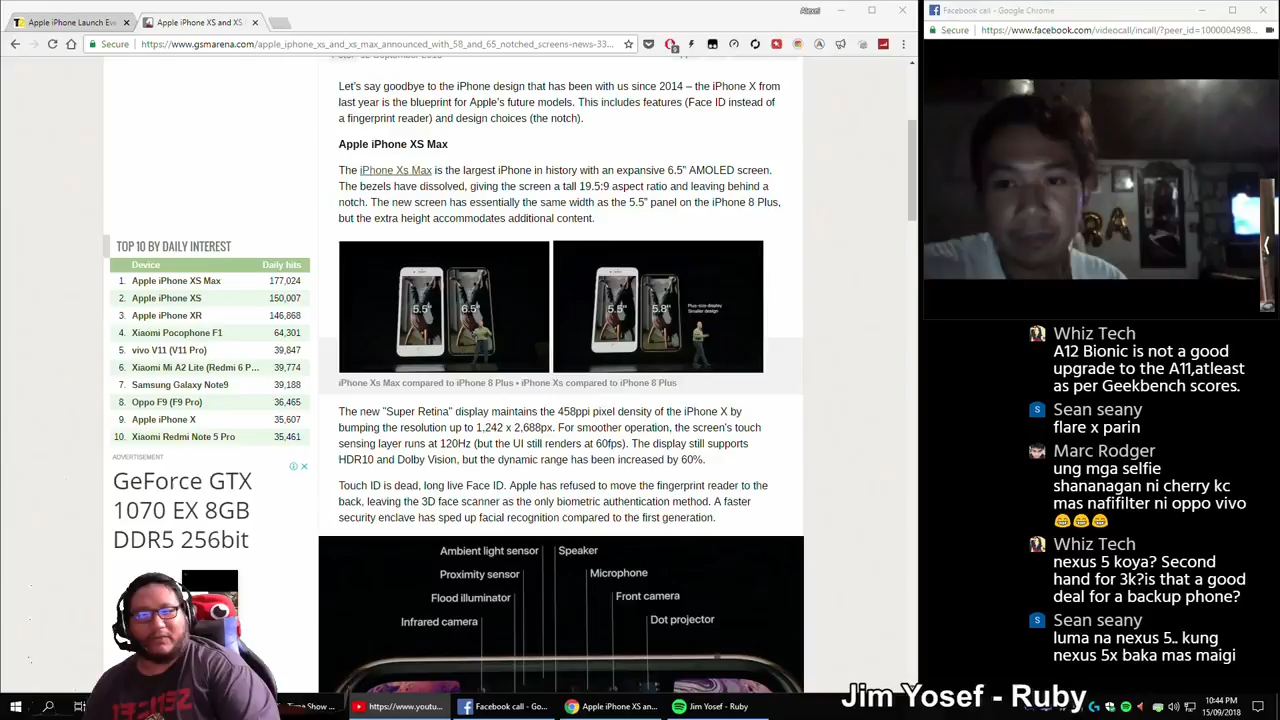 Apple iPhone Launch Eve
Apple iPhone XS and XS
Alexei
Secure
https://www.gsmarena.com/apple_iphone_xs_and_xs_max_announced_with_58_and_65_notched_screens-news-33...
Facebook call - Google Chrome
Secure
https://www.facebook.com/videocall/incall/?peer_id=1000004998...
Let's say goodbye to the iPhone design that has been with us since 2014 – the iPhone X from
last year is the blueprint for Apple's future models. This includes features (Face ID instead of
a fingerprint reader) and design choices (the notch).
Apple iPhone XS Max
The iPhone Xs Max is the largest iPhone in history with an expansive 6.5" AMOLED screen.
The bezels have dissolved, giving the screen a tall 19.5:9 aspect ratio and leaving behind a
notch. The new screen has essentially the same width as the 5.5" panel on the iPhone 8 Plus,
but the extra height accommodates additional content.
5.5"
6.5"
5.5"
5.8"
Plus-size display
Smaller design
iPhone Xs Max compared to iPhone 8 Plus • iPhone Xs compared to iPhone 8 Plus
The new "Super Retina" display maintains the 458ppi pixel density of the iPhone X by
bumping the resolution up to 1,242 x 2,688px. For smoother operation, the screen's touch
sensing layer runs at 120Hz (but the UI still renders at 60fps). The display still supports
HDR10 and Dolby Vision, but the dynamic range has been increased by 60%.
Touch ID is dead, long live Face ID. Apple has refused to move the fingerprint reader to the
back, leaving the 3D face scanner as the only biometric authentication method. A faster
security enclave has sped up facial recognition compared to the first generation.
Ambient light sensor
Speaker
Proximity sensor
Microphone
Flood illuminator
Front camera
Infrared camera
Dot projector
TOP 10 BY DAILY INTEREST
Device Daily hits
1. Apple iPhone XS Max 177,024
2. Apple iPhone XS 150,007
3. Apple iPhone XR 146,868
4. Xiaomi Pocophone F1 64,301
5. vivo V11 (V11 Pro) 39,847
6. Xiaomi Mi A2 Lite (Redmi 6 P... 39,774
7. Samsung Galaxy Note9 39,188
8. Oppo F9 (F9 Pro) 36,465
9. Apple iPhone X 35,607
10. Xiaomi Redmi Note 5 Pro 35,461
ADVERTISEMENT
GeForce GTX
1070 EX 8GB
DDR5 256bit
Whiz Tech
A12 Bionic is not a good
upgrade to the A11,atleast
as per Geekbench scores.
S Sean seany
flare x parin
Marc Rodger
ung mga selfie
shananagan ni cherry kc
mas nafifilter ni oppo vivo
😂😂😂
Whiz Tech
nexus 5 koya? Second
hand for 3k?is that a good
deal for a backup phone?
S Sean seany
luma na nexus 5.. kung
nexus 5x baka mas maigi
Jim Yosef - Ruby
Time Show ...
https://www.youtu...
Facebook call - Go...
Apple iPhone XS an...
Jim Yosef - Ruby
10:44 PM
15/09/2018